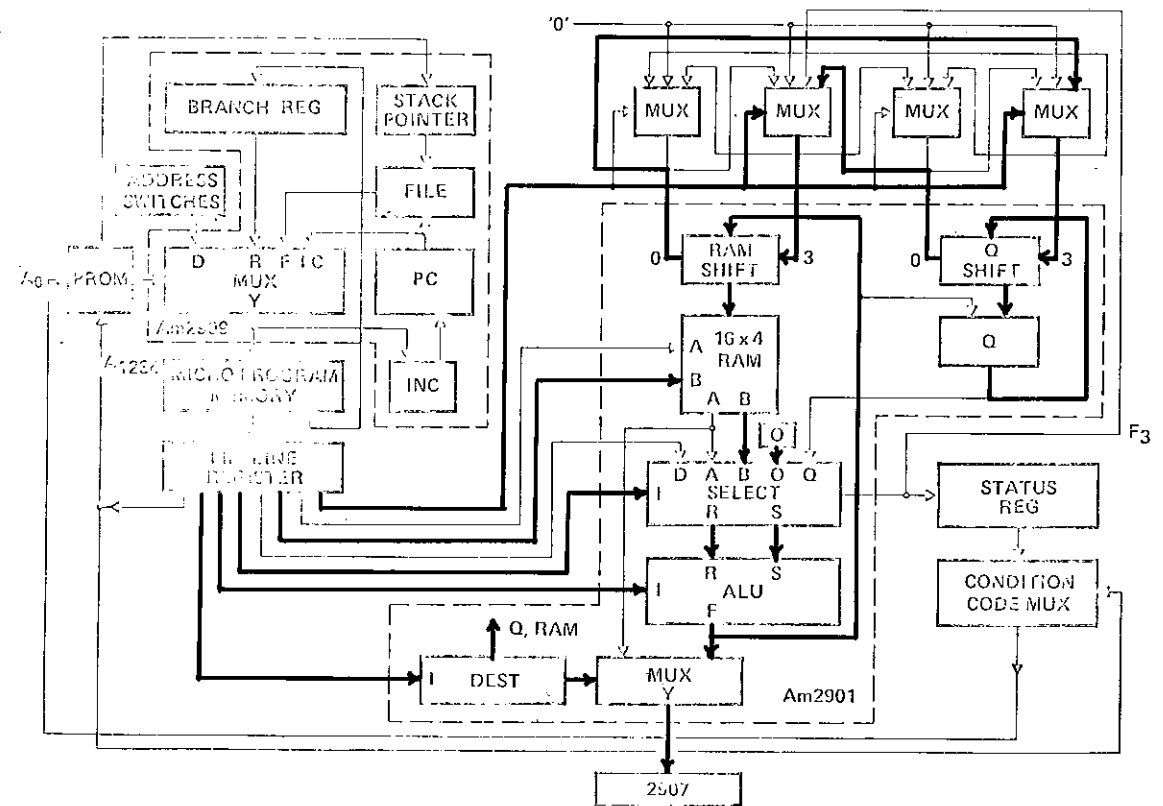 '0'
BRANCH REG
STACK
POINTER
MUX
MUX
MUX
MUX
ADDRESS
SWITCHES
FILE
D R F C
MUX
Y
PROM
PC
0
RAM
SHIFT
3
0
Q
SHIFT
3
Am2909
A
16 x 4
RAM
B
A B
Q
MICROPROGRAM
MEMORY
INC
O
F3
PIPELINE
REGISTER
D A B O Q
I
SELECT
R S
STATUS
REG
R S
I
ALU
F
CONDITION
CODE MUX
Q, RAM
I
DEST
MUX
Y
Am2901
2907